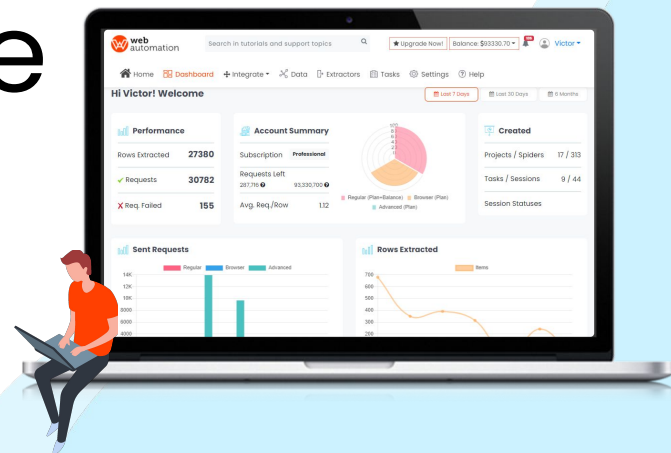 e
web
automation
Search in tutorials and support topics
★ Upgrade Now!
Balance: $93330.70
Victor
Home
Dashboard
Integrate
Data
Extractors
Tasks
Settings
Help
Hi Victor! Welcome
Last 7 Days
Last 30 Days
6 Months
Performance
Rows Extracted 27380
✔ Requests 30782
✗ Req. Failed 155
Account Summary
Subscription Professional
Requests Left
287,716 93,330,700
Avg. Req./Row 1.12
Regular (Plan+Balance) Browser (Plan)
Advanced (Plan)
Created
Projects / Spiders 17 / 313
Tasks / Sessions 9 / 44
Session Statuses
Sent Requests
Regular Browser Advanced
14K
12K
10K
8000
6000
4000
Rows Extracted
Items
700
600
500
400
300
200